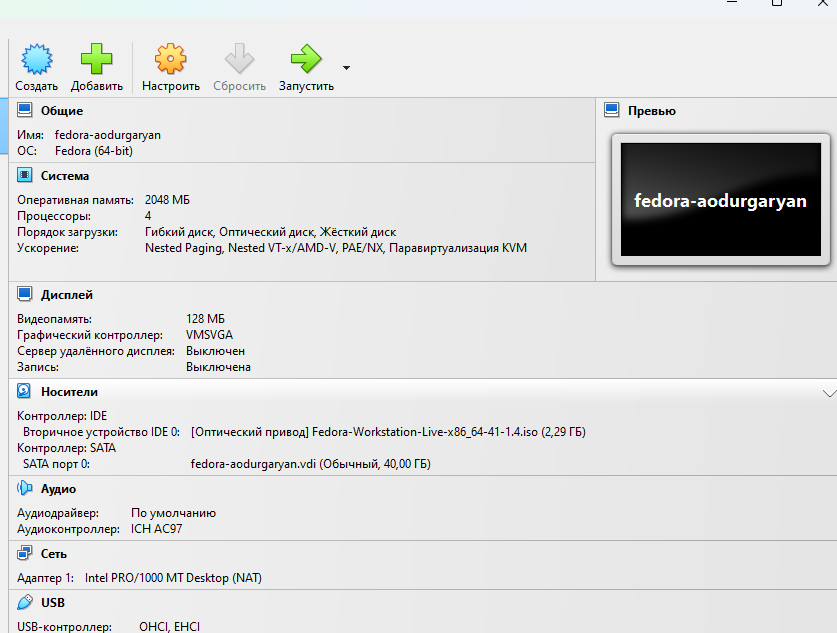 Создать Добавить Настроить Сбросить Запустить
Общие
Имя: fedora-aodurgaryan
ОС: Fedora (64-bit)
Превью
fedora-aodurgaryan
Система
Оперативная память: 2048 МБ
Процессоры: 4
Порядок загрузки: Гибкий диск, Оптический диск, Жёсткий диск
Ускорение: Nested Paging, Nested VT-x/AMD-V, PAE/NX, Паравиртуализация KVM
Дисплей
Видеопамять: 128 МБ
Графический контроллер: VMSVGA
Сервер удалённого дисплея: Выключен
Запись: Выключена
Носители
Контроллер: IDE
Вторичное устройство IDE 0: [Оптический привод] Fedora-Workstation-Live-x86_64-41-1.4.iso (2,29 ГБ)
Контроллер: SATA
SATA порт 0: fedora-aodurgaryan.vdi (Обычный, 40,00 ГБ)
Аудио
Аудиодрайвер: По умолчанию
Аудиоконтроллер: ICH AC97
Сеть
Адаптер 1: Intel PRO/1000 MT Desktop (NAT)
USB
USB-контроллер: OHCI, EHCI